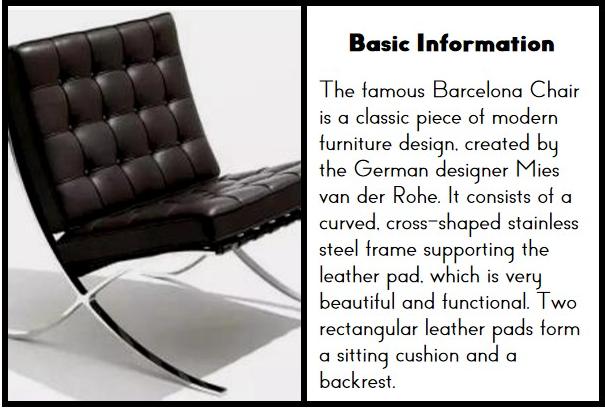 Basic Information
The famous Barcelona Chair
is a classic piece of modern
furniture design, created by
the German designer Mies
van der Rohe. It consists of a
curved, cross-shaped stainless
steel frame supporting the
leather pad, which is very
beautiful and functional. Two
rectangular leather pads form
a sitting cushion and a
backrest.